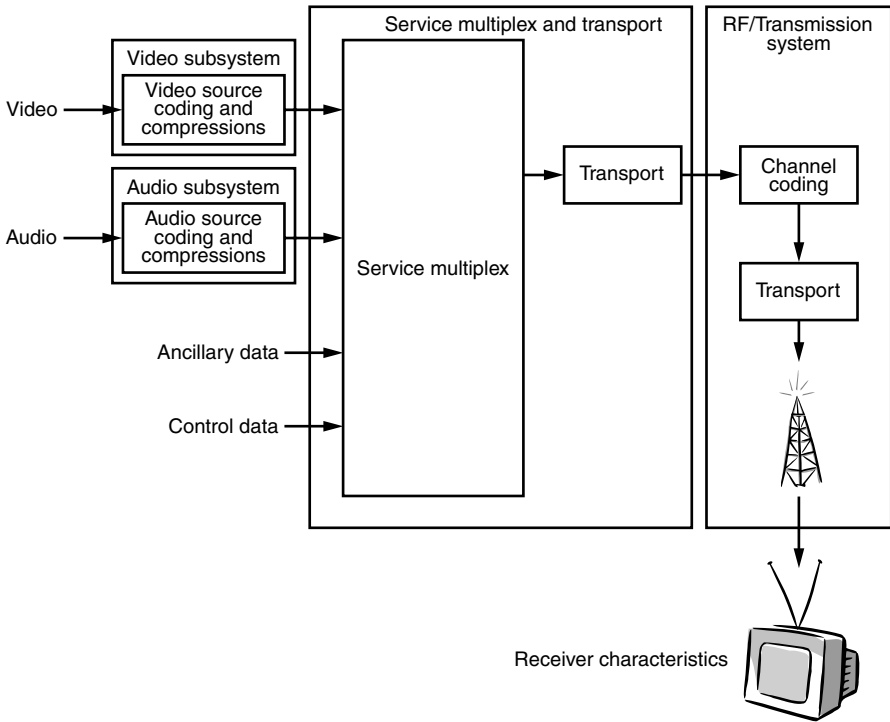 Service multiplex and transport
RF/Transmission
system
Video subsystem
Video
Video source
coding and
compressions
Audio subsystem
Audio
Audio source
coding and
compressions
Ancillary data
Control data
Service multiplex
Transport
Channel
coding
Transport
Receiver characteristics